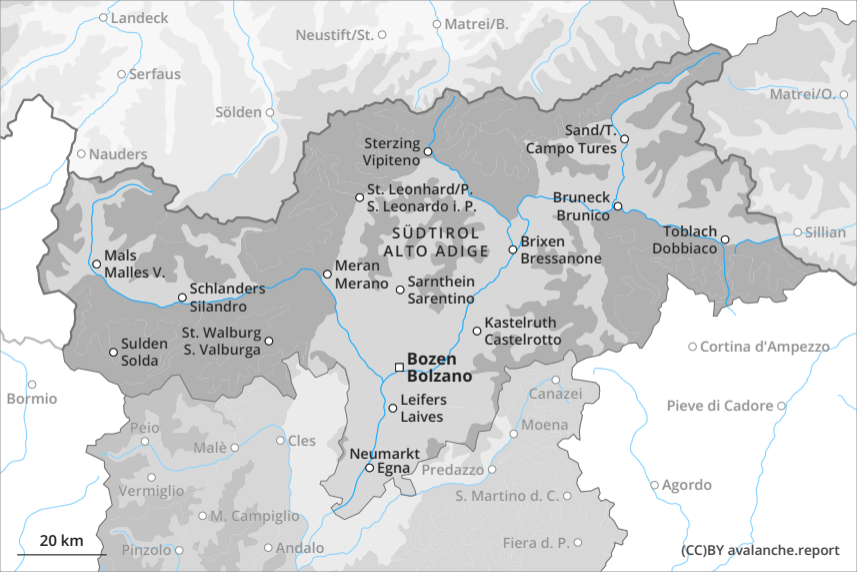 Landeck
Matrei/B.
Neustift/St.
Serfaus
Matrei/O.
Sölden
Sand/T.
Campo Tures
Sterzing
Vipiteno
Nauders
St. Leonhard/P.
S. Leonardo i. P.
Bruneck
Brunico
SÜDTIROL
ALTO ADIGE
Toblach
Dobbiaco
Sillian
Brixen
Bressanone
Mals
Malles V.
Meran
Merano
Sarnthein
Sarentino
Schlanders
Silandro
Kastelruth
Castelrotto
St. Walburg
S. Valburga
Sulden
Solda
Cortina d'Ampezzo
Bozen
Bolzano
Bormio
Canazei
Leifers
Laives
Pieve di Cadore
Moena
Peio
Cles
Malè
Neumarkt
Egna
Predazzo
Vermiglio
Agordo
S. Martino d. C.
M. Campiglio
20 km
Pinzolo
Andalo
Fiera d. P.
(CC)BY avalanche.report